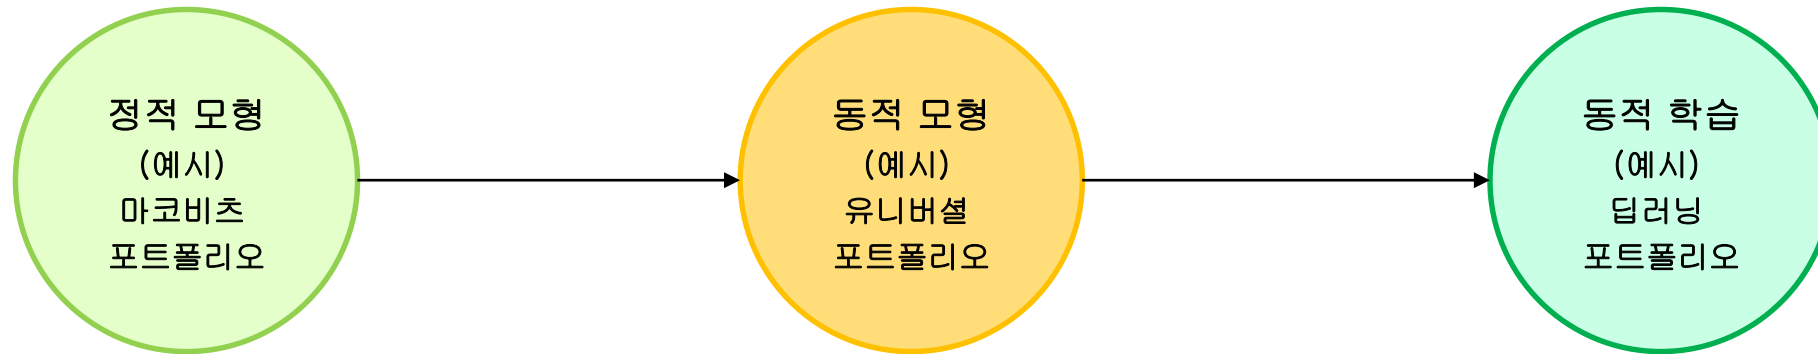 정적 모형
(예시)
마코비츠
포트폴리오
동적 모형
(예시)
유니버셜
포트폴리오
동적 학습
(예시)
딥러닝
포트폴리오